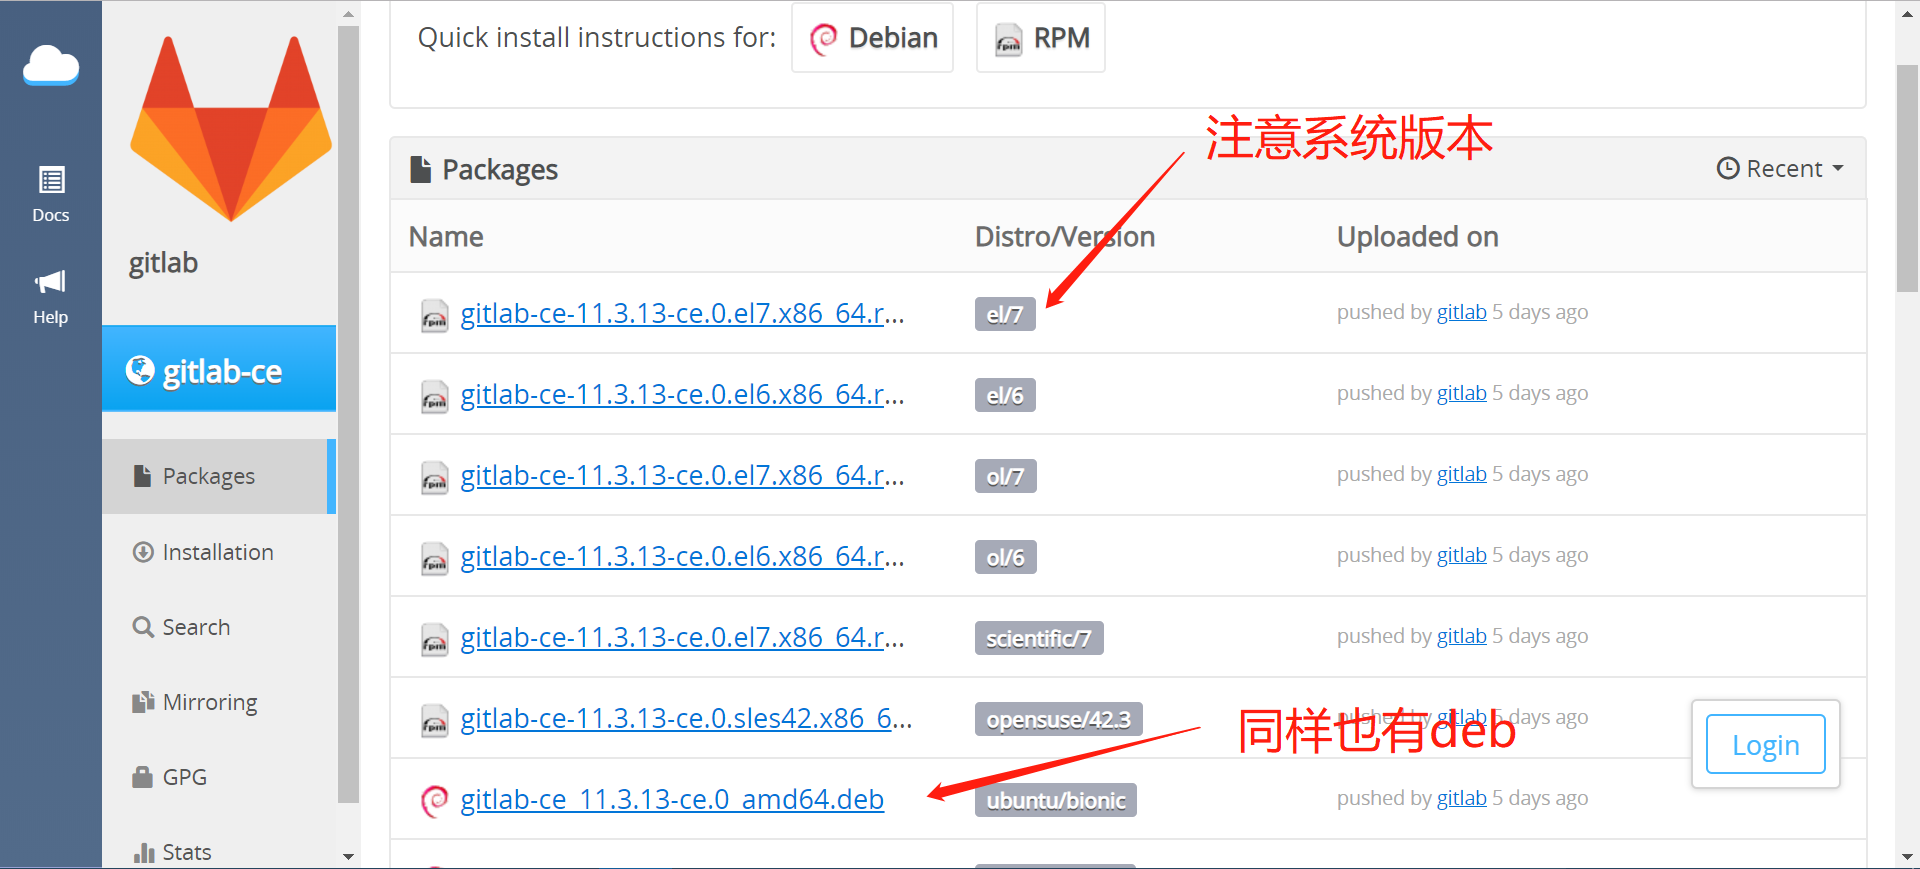 Quick install instructions for:
Debian
RPM
注意系统版本
Docs
Help
gitlab
gitlab-ce
Packages
Installation
Search
Mirroring
GPG
Stats
Packages
Recent
Name Distro/Version Uploaded on
gitlab-ce-11.3.13-ce.0.el7.x86_64.r... el/7 pushed by gitlab 5 days ago
gitlab-ce-11.3.13-ce.0.el6.x86_64.r... el/6 pushed by gitlab 5 days ago
gitlab-ce-11.3.13-ce.0.el7.x86_64.r... ol/7 pushed by gitlab 5 days ago
gitlab-ce-11.3.13-ce.0.el6.x86_64.r... ol/6 pushed by gitlab 5 days ago
gitlab-ce-11.3.13-ce.0.el7.x86_64.r... scientific/7 pushed by gitlab 5 days ago
gitlab-ce-11.3.13-ce.0.sles42.x86_6... opensuse/42.3 pushed by gitlab 5 days ago
同样也有deb
Login
gitlab-ce_11.3.13-ce.0_amd64.deb ubuntu/bionic pushed by gitlab 5 days ago